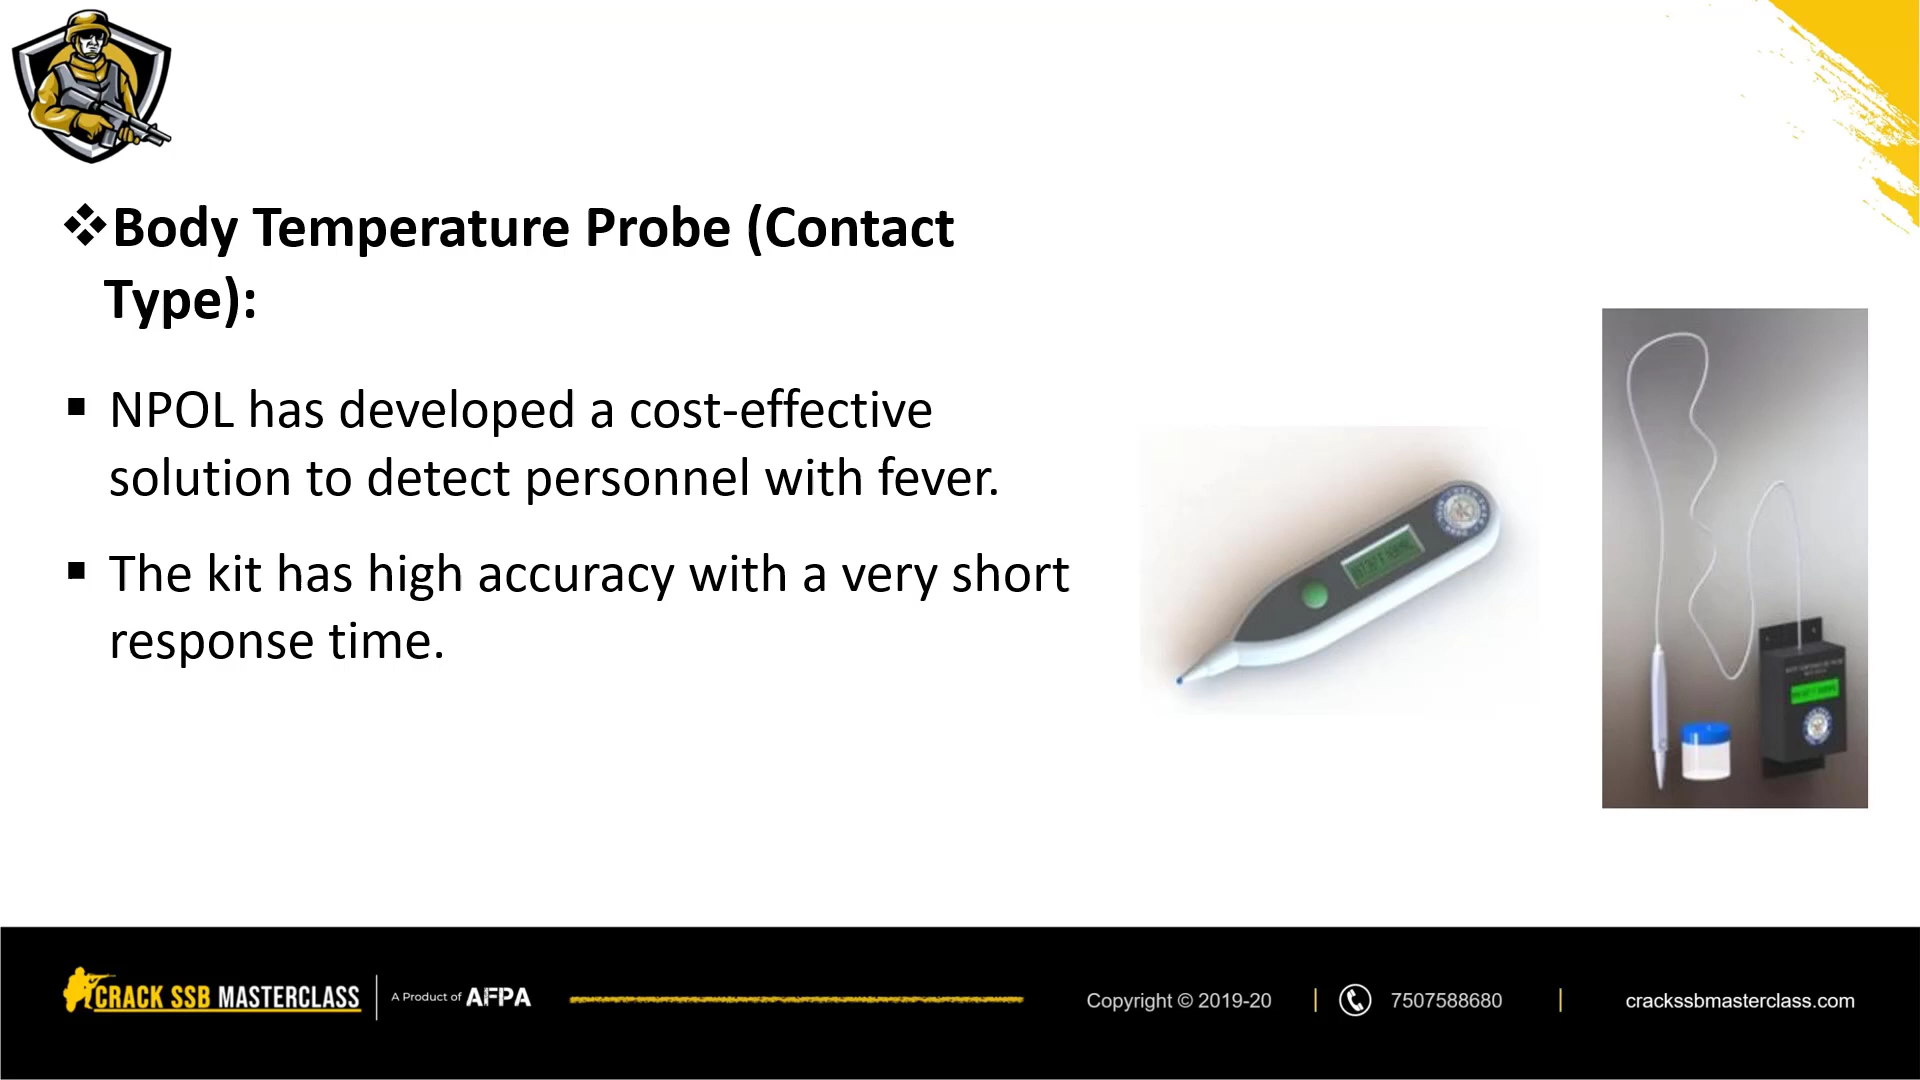 ❖Body Temperature Probe (Contact
Type):
▪ NPOL has developed a cost-effective
solution to detect personnel with fever.
▪ The kit has high accuracy with a very short
response time.
CRACK SSB MASTERCLASS
A Product of AFPA
Copyright © 2019-20
7507588680
crackssbmasterclass.com